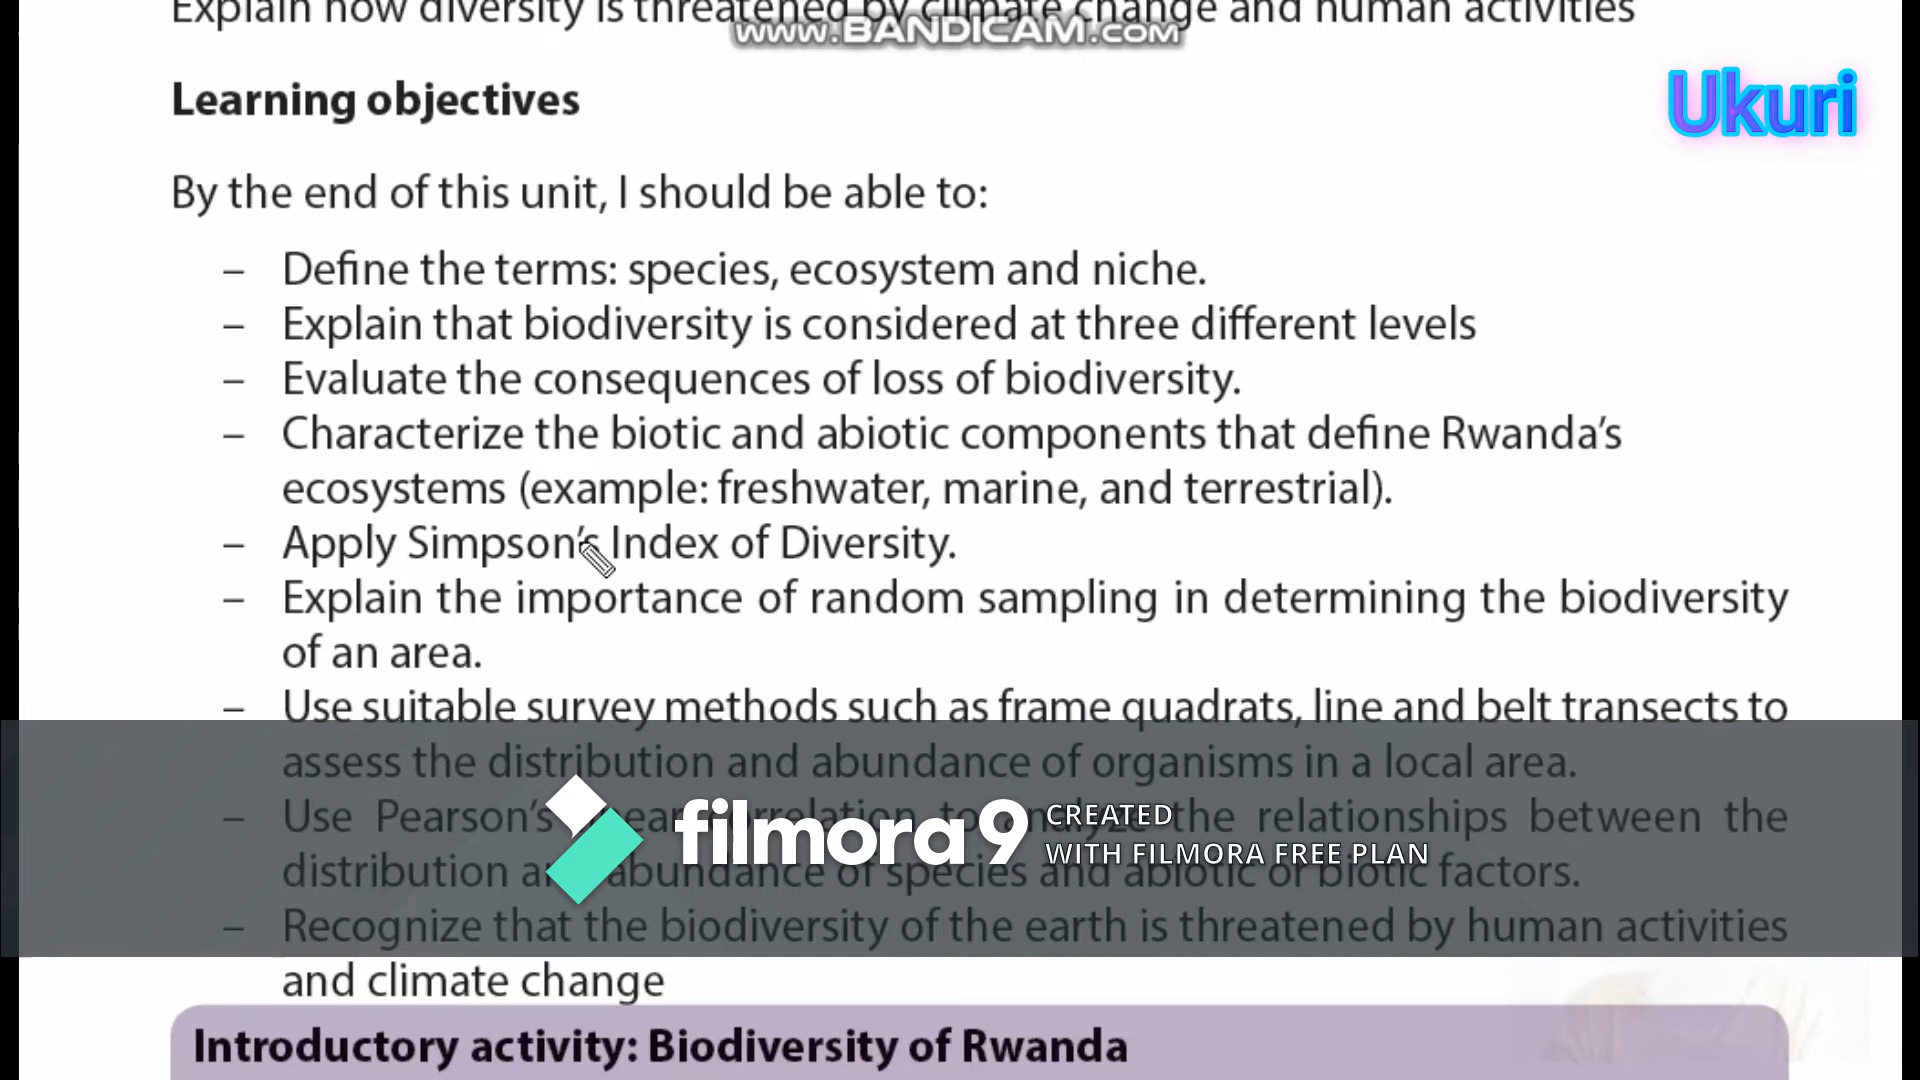 Explain how diversity is threatened by climate change and human activities
www.BANDICAM.com
Learning objectives
Ukuri
By the end of this unit, I should be able to:
– Define the terms: species, ecosystem and niche.
– Explain that biodiversity is considered at three different levels
– Evaluate the consequences of loss of biodiversity.
– Characterize the biotic and abiotic components that define Rwanda's
ecosystems (example: freshwater, marine, and terrestrial).
– Apply Simpson's Index of Diversity.
– Explain the importance of random sampling in determining the biodiversity
of an area.
– Use suitable survey methods such as frame quadrats, line and belt transects to
assess the distribution and abundance of organisms in a local area.
– Use Pearson's linear correlation to analyze the relationships between the
distribution and abundance of species and abiotic or biotic factors.
filmora9 CREATED
WITH FILMORA FREE PLAN
– Recognize that the biodiversity of the earth is threatened by human activities
and climate change
Introductory activity: Biodiversity of Rwanda